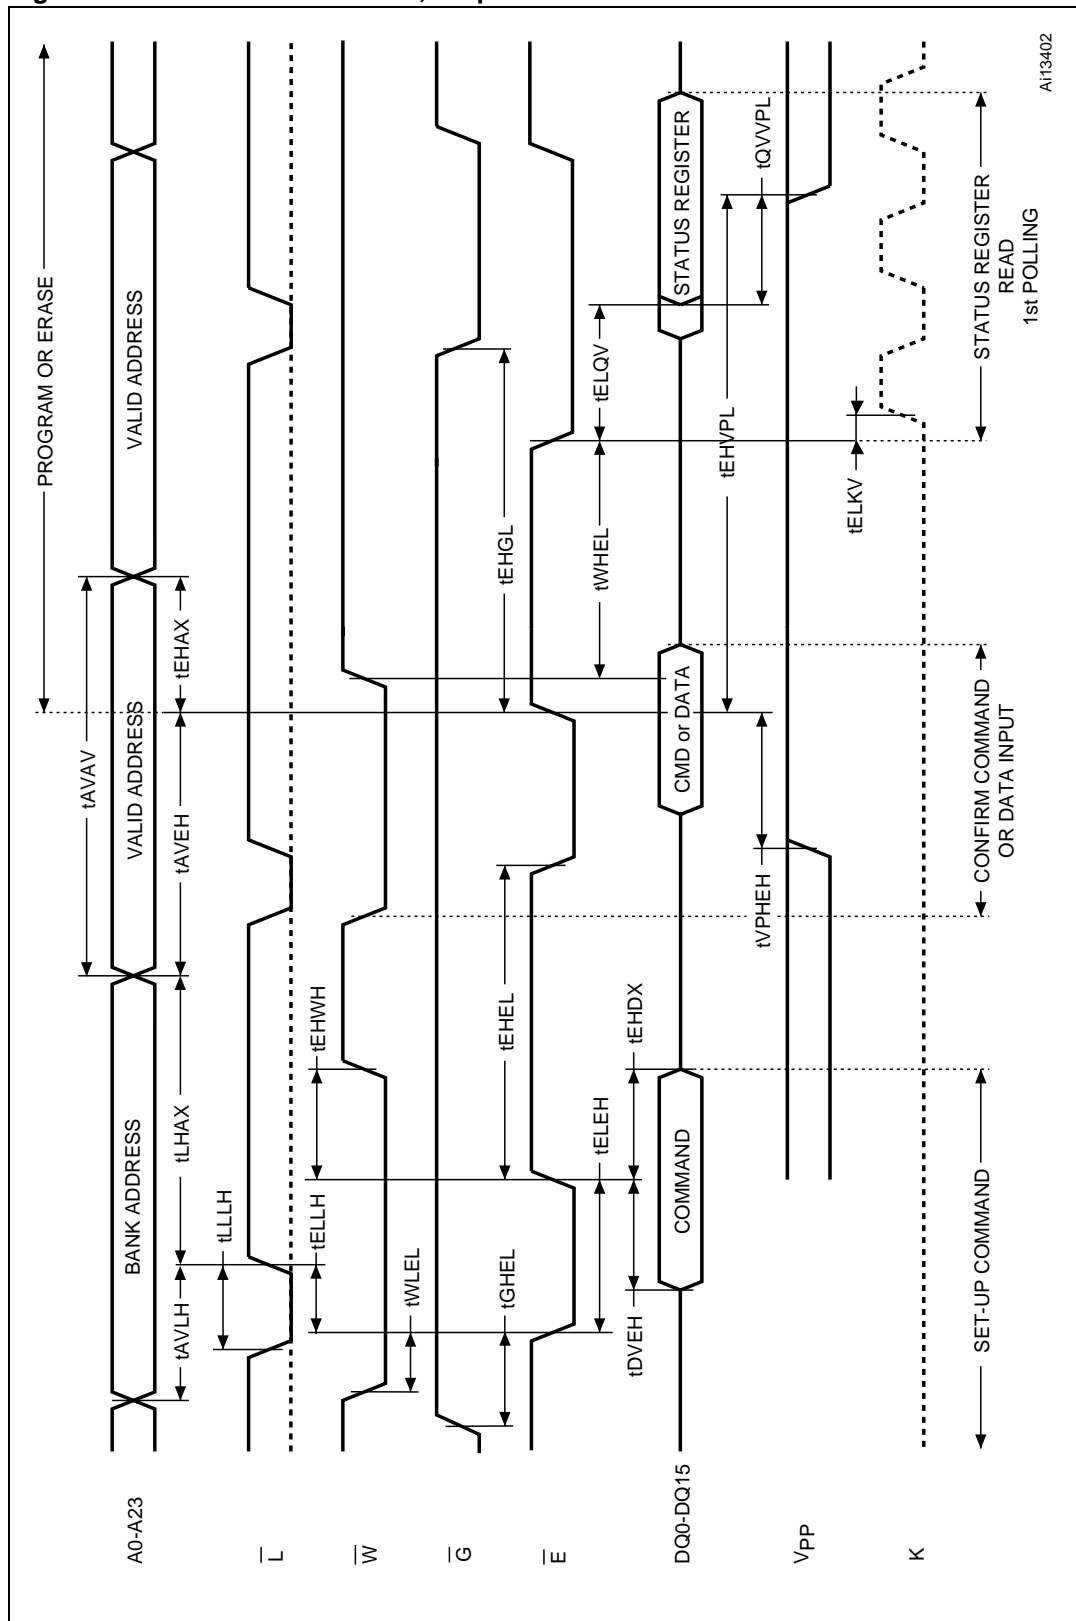 PROGRAM OR ERASE
tAVAV
A0-A23
BANK ADDRESS
VALID ADDRESS
VALID ADDRESS
tAVLH
tLHAX
tAVEH
tEHAX
tLLLH
L
tELLH
tEHWH
W
tWLEL
G
tGHEL
tEHEL
tEHGL
E
tELEH
tWHEL
tELQV
tDVEH
tEHDX
DQ0-DQ15
COMMAND
CMD or DATA
STATUS REGISTER
tEHVPL
tVPHEH
tQVVPL
VPP
tELKV
K
SET-UP COMMAND
CONFIRM COMMAND
OR DATA INPUT
STATUS REGISTER
READ
1st POLLING
Ai13402